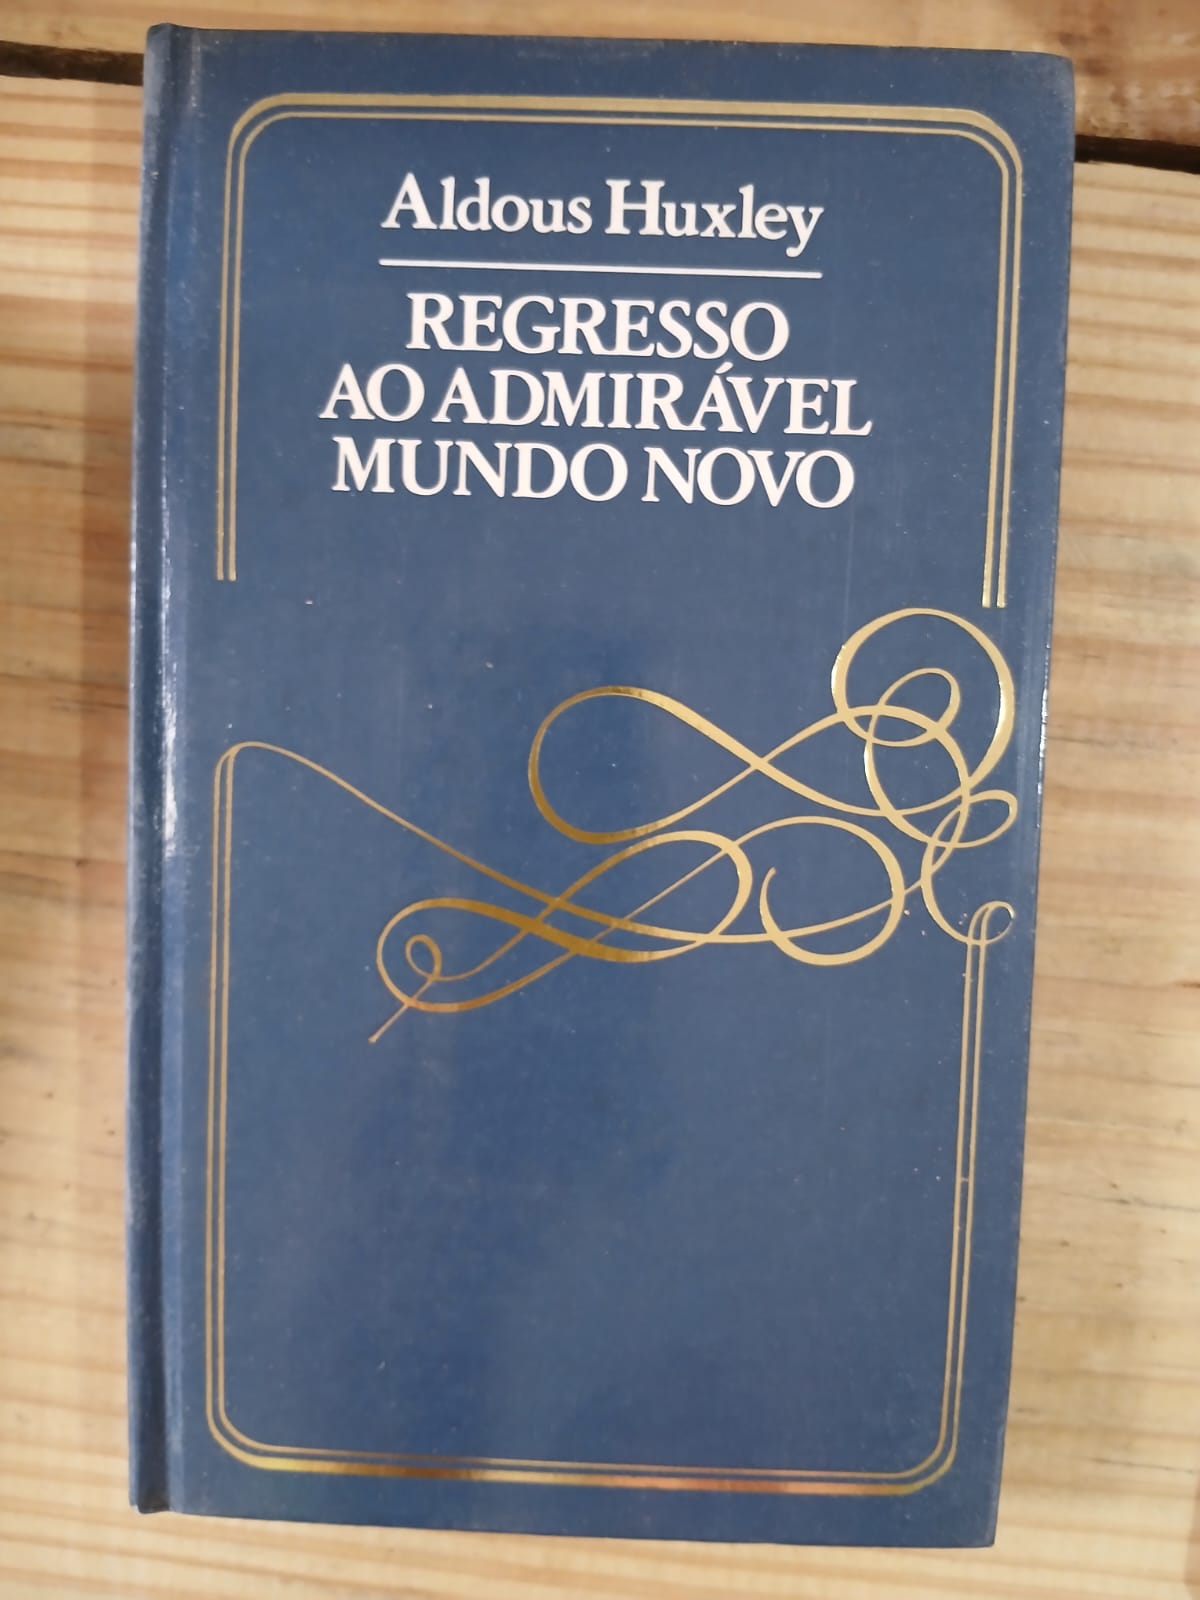 Aldous Huxley
REGRESSO
AO ADMIRÁVEL
MUNDO NOVO